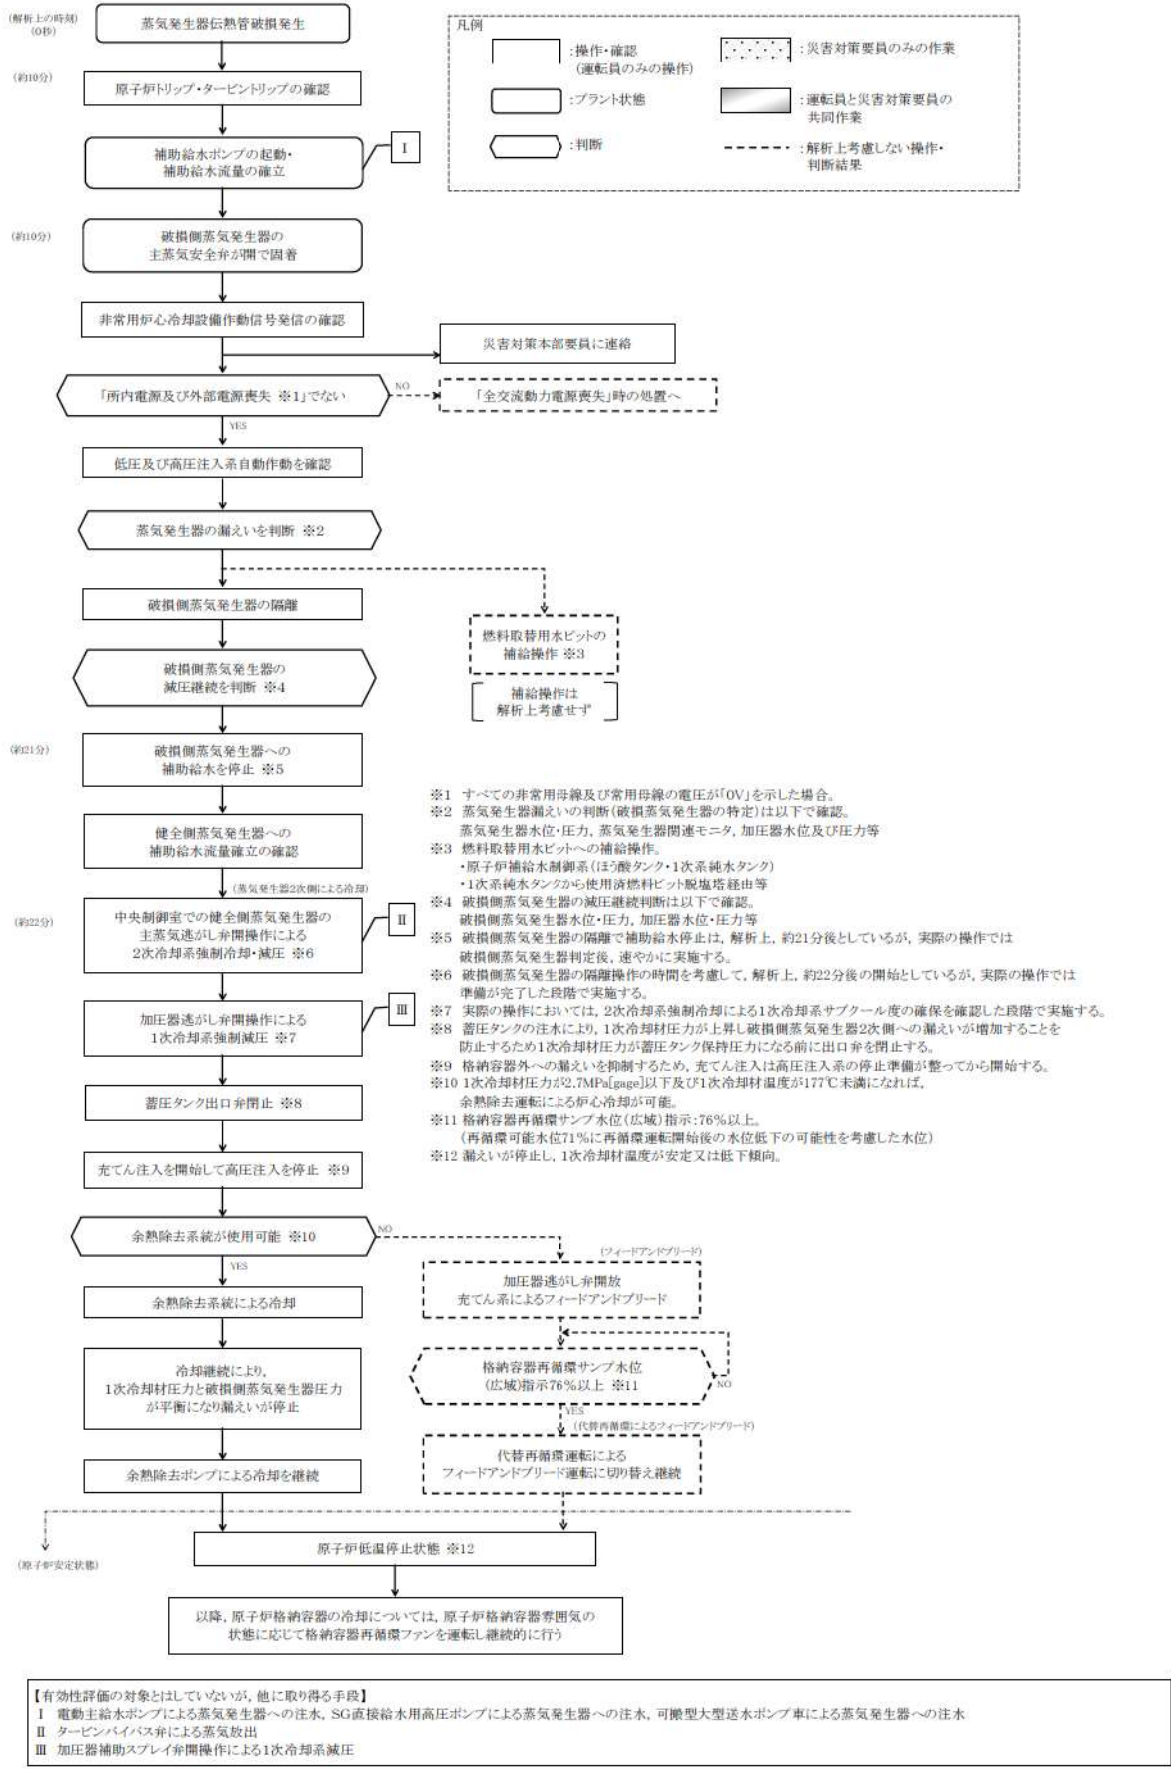 (解析上の時刻)
(0秒)
蒸気発生器伝熱管破損発生
(約10分)
原子炉トリップ・タービントリップの確認
補助給水ポンプの起動・
補助給水流量の確立
Ⅰ
(約10分)
破損側蒸気発生器の
主蒸気安全弁が開で固着
非常用炉心冷却設備作動信号発信の確認
災害対策本部要員に連絡
「所内電源及び外部電源喪失 ※1」でない
NO
「全交流動力電源喪失」時の処置へ
YES
低圧及び高圧注入系自動作動を確認
蒸気発生器の漏えいを判断 ※2
破損側蒸気発生器の隔離
燃料取替用水ピットの
補給操作 ※3
補給操作は
解析上考慮せず
破損側蒸気発生器の
減圧継続を判断 ※4
(約21分)
破損側蒸気発生器への
補助給水を停止 ※5
健全側蒸気発生器への
補助給水流量確立の確認
(蒸気発生器2次側による冷却)
(約22分)
中央制御室での健全側蒸気発生器の
主蒸気逃がし弁開操作による
2次冷却系強制冷却・減圧 ※6
Ⅱ
加圧器逃がし弁開操作による
1次冷却系強制減圧 ※7
Ⅲ
蓄圧タンク出口弁閉止 ※8
充てん注入を開始して高圧注入を停止 ※9
余熱除去系統が使用可能 ※10
NO
YES
余熱除去系統による冷却
冷却継続により,
1次冷却材圧力と破損側蒸気発生器圧力
が平衡になり漏えいが停止
余熱除去ポンプによる冷却を継続
(フィードアンドブリード)
加圧器逃がし弁開放
充てん系によるフィードアンドブリード
格納容器再循環サンプ水位
(広域)指示76%以上 ※11
NO
YES
(代替再循環によるフィードアンドブリード)
代替再循環運転による
フィードアンドブリード運転に切り替え継続
(原子炉安定状態)
原子炉低温停止状態 ※12
以降, 原子炉格納容器の冷却については, 原子炉格納容器雰囲気の
状態に応じて格納容器再循環ファンを運転し継続的に行う
凡例
:操作・確認
(運転員のみの操作)
:プラント状態
:判断
:災害対策要員のみの作業
:運転員と災害対策要員の
共同作業
:解析上考慮しない操作・
判断結果
※1 すべての非常用母線及び常用母線の電圧が「0V」を示した場合。
※2 蒸気発生器漏えいの判断(破損蒸気発生器の特定)は以下で確認。
蒸気発生器水位・圧力, 蒸気発生器関連モニタ, 加圧器水位及び圧力等
※3 燃料取替用水ピットへの補給操作。
・原子炉補給水制御系(ほう酸タンク・1次系純水タンク)
・1次系純水タンクから使用済燃料ピット脱塩塔経由等
※4 破損側蒸気発生器の減圧継続判断は以下で確認。
破損側蒸気発生器水位・圧力, 加圧器水位・圧力等
※5 破損側蒸気発生器の隔離で補助給水停止は, 解析上, 約21分後としているが, 実際の操作では
破損側蒸気発生器判定後, 速やかに実施する。
※6 破損側蒸気発生器の隔離操作の時間を考慮して, 解析上, 約22分後の開始としているが, 実際の操作では
準備が完了した段階で実施する。
※7 実際の操作においては, 2次冷却系強制冷却による1次冷却系サブクール度の確保を確認した段階で実施する。
※8 蓄圧タンクの注水により, 1次冷却材圧力が上昇し破損側蒸気発生器2次側への漏えいが増加することを
防止するため1次冷却材圧力が蓄圧タンク保持圧力になる前に出口弁を閉止する。
※9 格納容器外への漏えいを抑制するため, 充てん注入は高圧注入系の停止準備が整ってから開始する。
※10 1次冷却材圧力が2.7MPa[gage]以下及び1次冷却材温度が177℃未満になれば,
余熱除去運転による炉心冷却が可能。
※11 格納容器再循環サンプ水位(広域)指示:76%以上。
(再循環可能水位71%に再循環運転開始後の水位低下の可能性を考慮した水位)
※12 漏えいが停止し, 1次冷却材温度が安定又は低下傾向。
【有効性評価の対象とはしていないが, 他に取り得る手段】
Ⅰ 電動主給水ポンプによる蒸気発生器への注水, SG直接給水用高圧ポンプによる蒸気発生器への注水, 可搬型大型送水ポンプ車による蒸気発生器への注水
Ⅱ タービンバイパス弁による蒸気放出
Ⅲ 加圧器補助スプレイ弁開操作による1次冷却系減圧